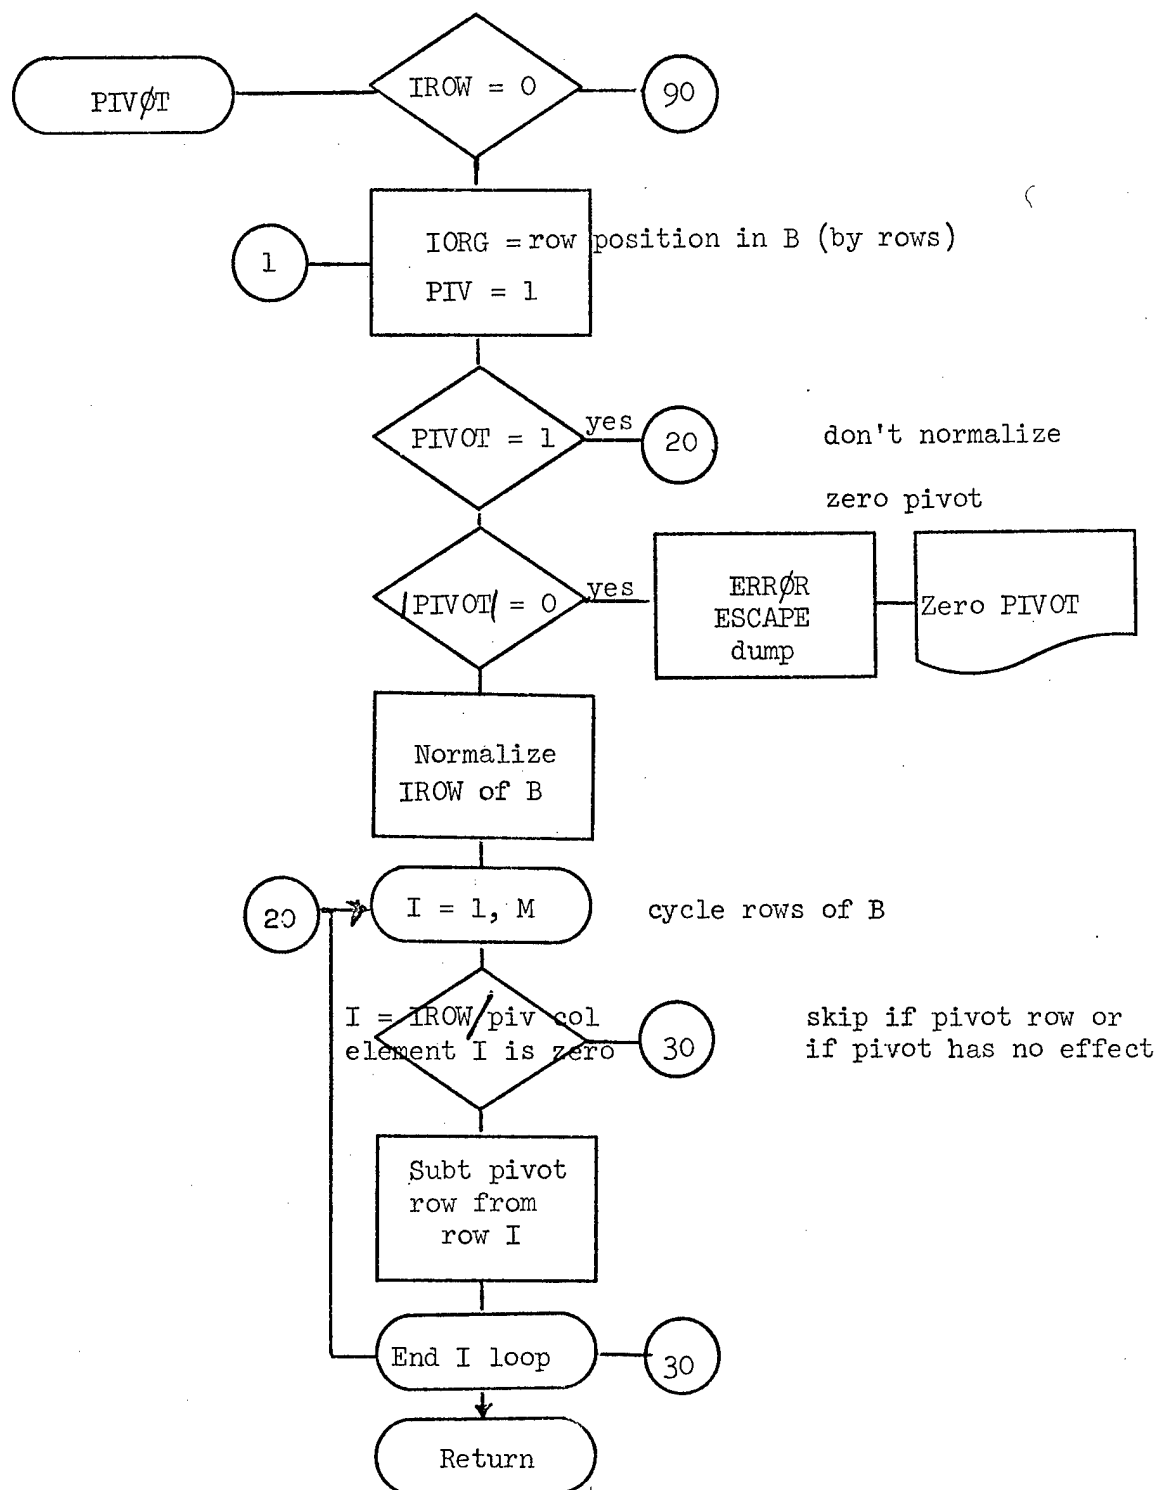 PIVØT
IROW = 0
90
1
IORG = row position in B (by rows)
PIV = 1
PIVOT = 1
yes
20
don't normalize
zero pivot
|PIVOT| = 0
yes
ERRØR
ESCAPE
dump
Zero PIVOT
Normalize
IROW of B
20
I = 1, M
cycle rows of B
I = IROW/piv col
element I is zero
30
skip if pivot row or
if pivot has no effect
Subt pivot
row from
row I
End I loop
30
Return